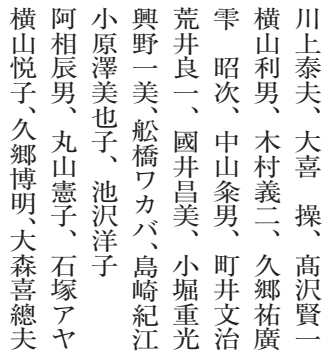 川上泰夫、大喜　操、髙沢賢一
横山利男、木村義二、久郷祐廣
雫　昭次、中山粂男、町井文治
荒井良一、國井昌美、小堀重光
興野一美、舩橋ワカバ、島崎紀江
小原澤美也子、池沢洋子
阿相辰男、丸山憲子、石塚アヤ
横山悦子、久郷博明、大森喜總夫